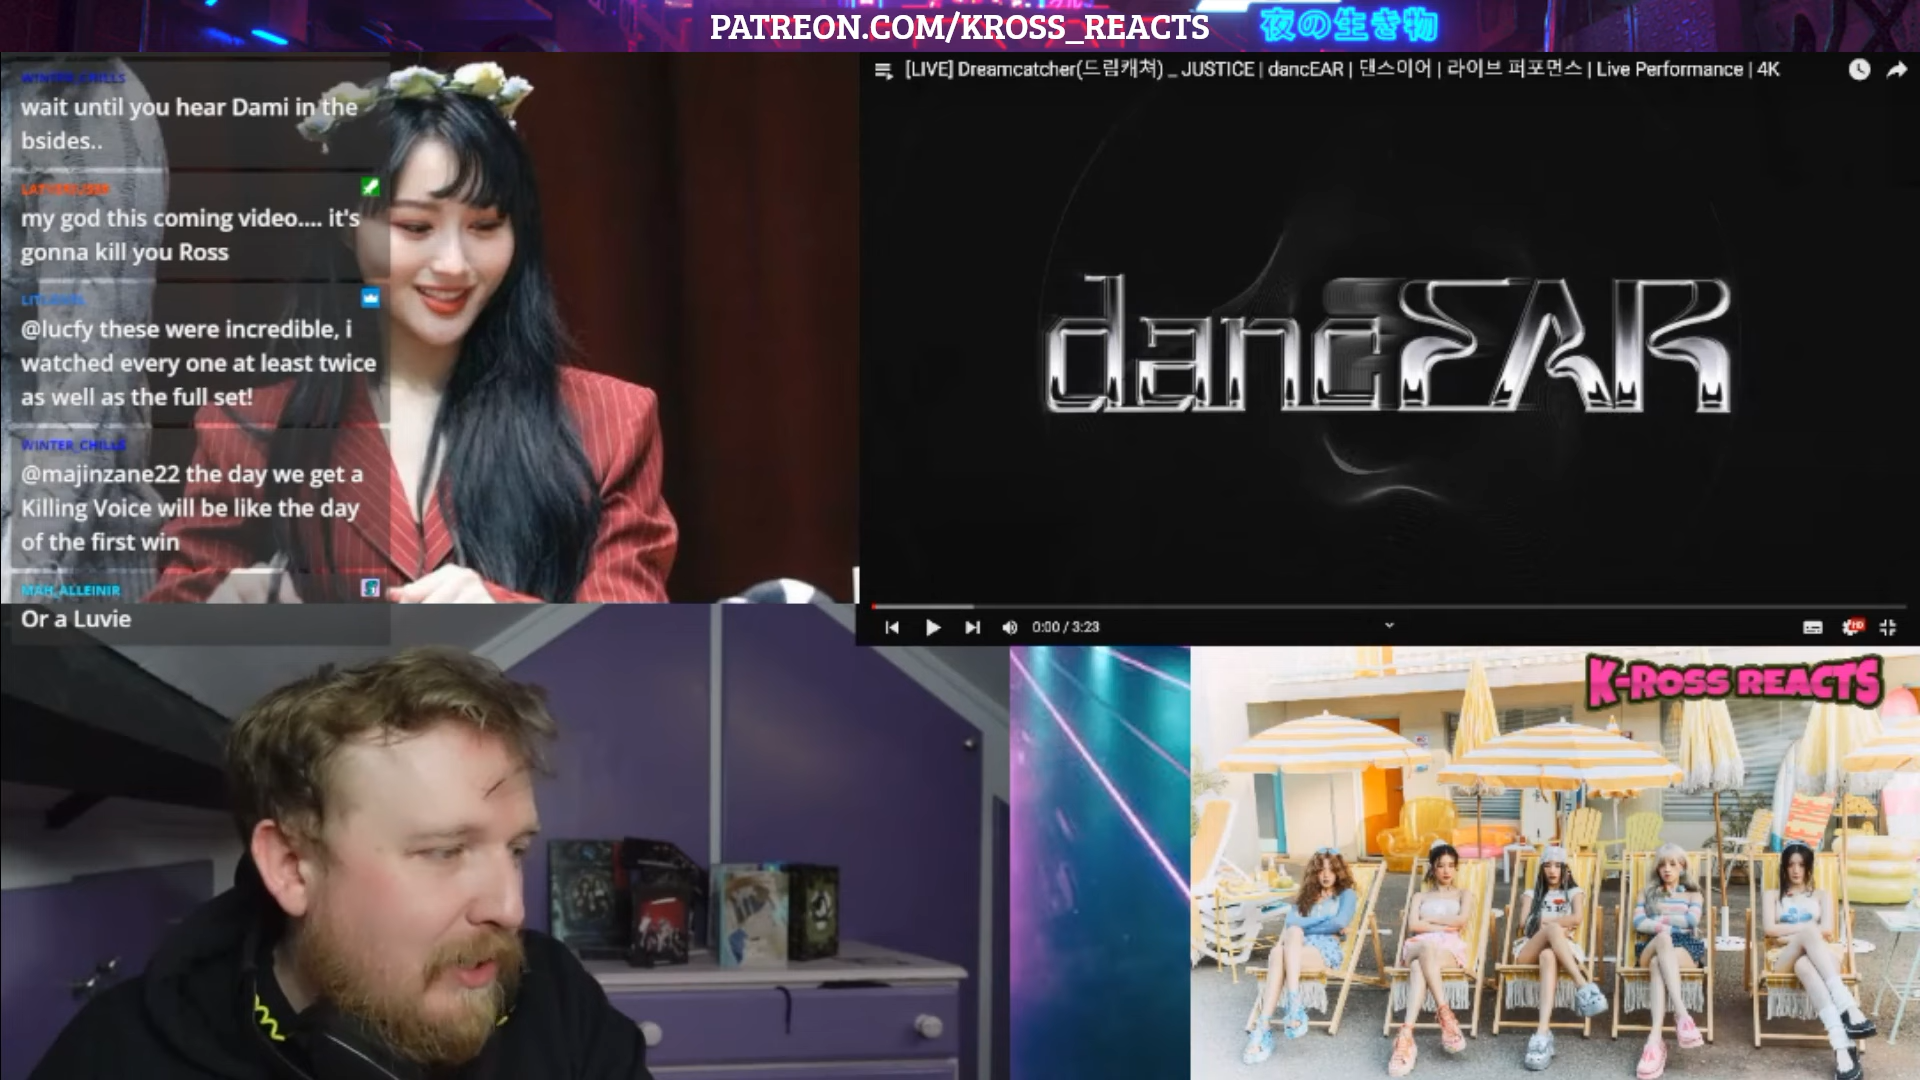 PATREON.COM/KROSS_REACTS
夜の生き物
WINTER_CHILLS
wait until you hear Dami in the
bsides..
my god this coming video.... it's
gonna kill you Ross
@lucfy these were incredible, i
watched every one at least twice
as well as the full set!
WINTER_CHILLS
@majinzane22 the day we get a
Killing Voice will be like the day
of the first win
MAH_ALLEINIR
Or a Luvie
[LIVE] Dreamcatcher(드림캐쳐) _ JUSTICE | dancEAR | 댄스이어 | 라이브 퍼포먼스 | Live Performance | 4K
dancEAR
0:00 / 3:23
HD
K-ROSS REACTS